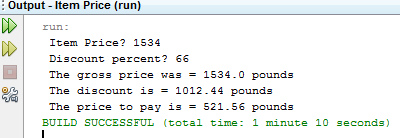 Output - Item Price (run)
run:
Item Price? 1534
Discount percent? 66
The gross price was = 1534.0 pounds
The discount is = 1012.44 pounds
The price to pay is = 521.56 pounds
BUILD SUCCESSFUL (total time: 1 minute 10 seconds)